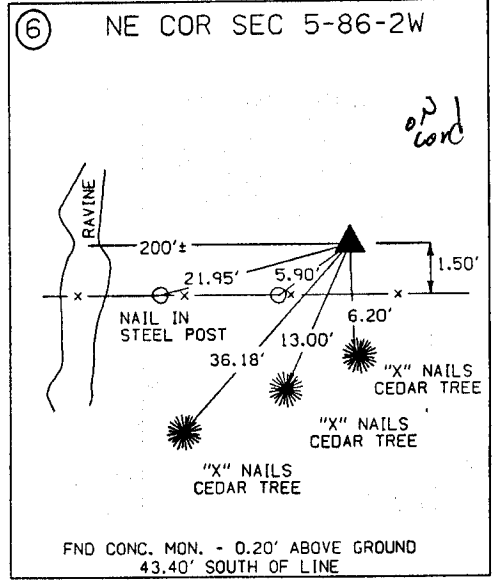 6
NE COR SEC 5-86-2W
RAVINE
200'±
21.95'
5.90'
1.50'
NAIL IN
STEEL POST
6.20'
13.00'
36.18'
"X" NAILS
CEDAR TREE
"X" NAILS
CEDAR TREE
"X" NAILS
CEDAR TREE
FND CONC. MON. - 0.20' ABOVE GROUND
43.40' SOUTH OF LINE